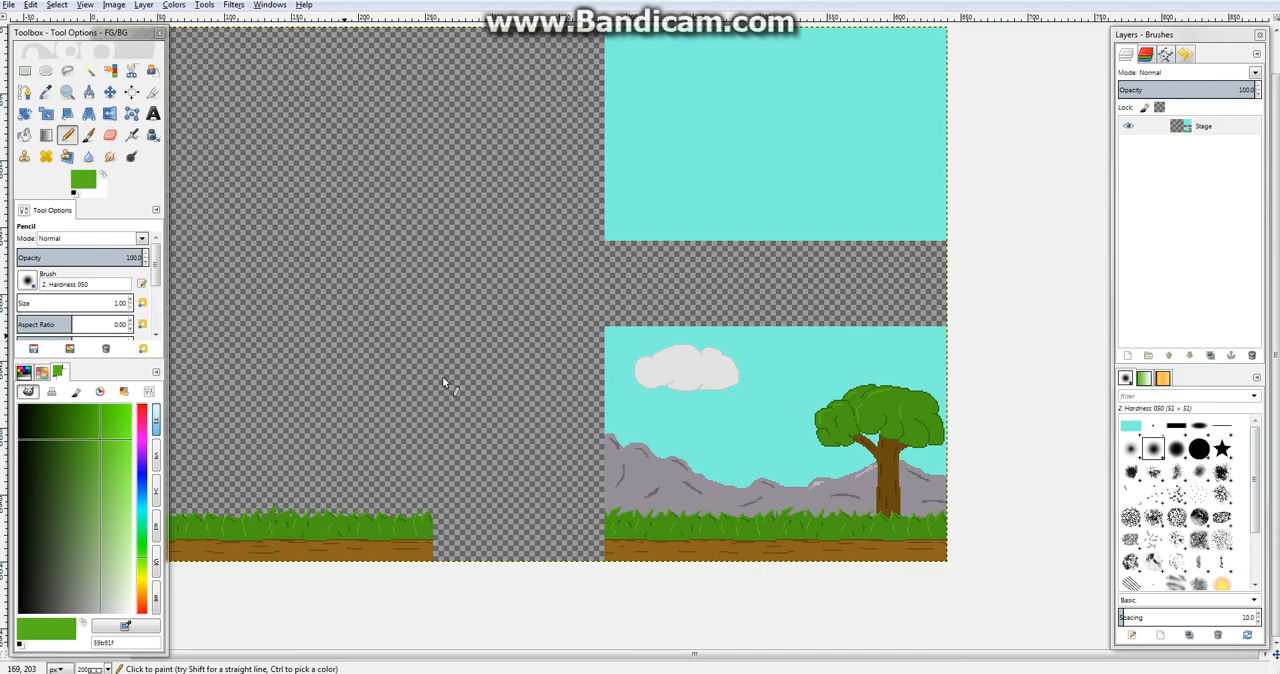 File Edit Select View Image Layer Colors Tools Filters Windows Help
www.Bandicam.com
Toolbox - Tool Options - FG/BG
Layers - Brushes
Mode: Normal
Opacity 100.0
Lock:
Stage
Tool Options
Pencil
Mode: Normal
Opacity 100.0
Brush
2. Hardness 050
Size 1.00
Aspect Ratio 0.00
filter
2. Hardness 050 (51 × 51)
Basic,
Spacing 10.0
59b91f
169, 203 px 200 Click to paint (try Shift for a straight line, Ctrl to pick a color)